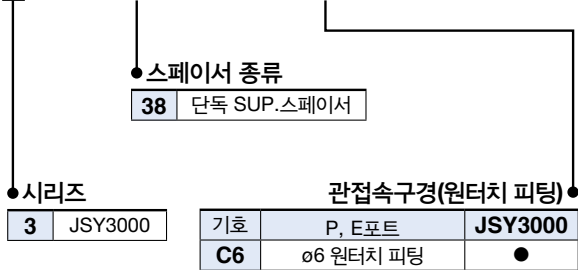 스페이서 종류
38 단독 SUP.스페이서
시리즈
3 JSY3000
관접속구경(원터치 피팅)
기호 P, E포트 JSY3000
C6 ø6 원터치 피팅 ●